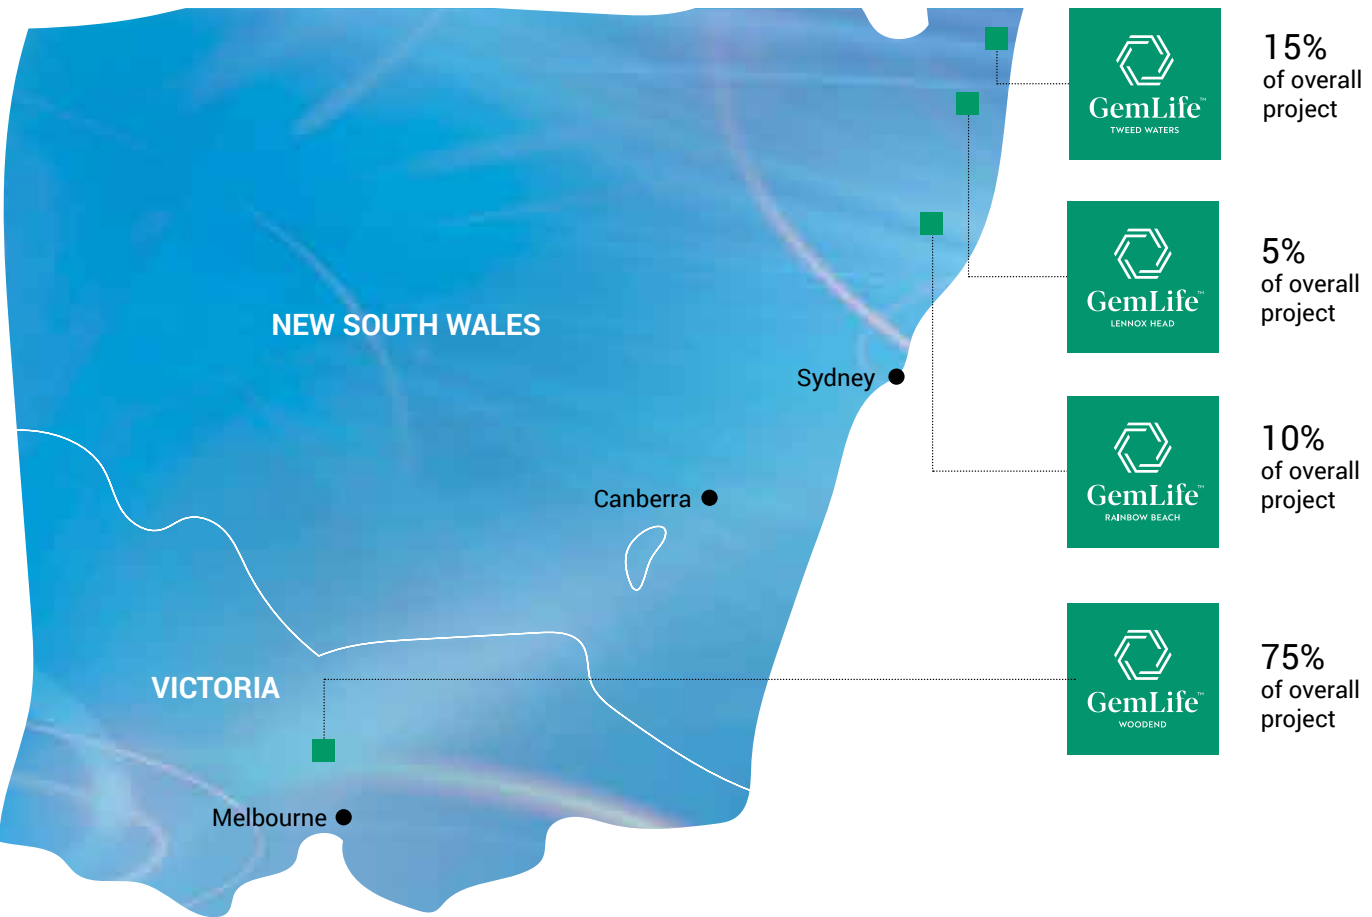 GemLife™
TWEED WATERS
15%
of overall
project
GemLife™
LENNOX HEAD
5%
of overall
project
NEW SOUTH WALES
Sydney
GemLife™
RAINBOW BEACH
10%
of overall
project
Canberra
VICTORIA
GemLife™
WOODEND
75%
of overall
project
Melbourne